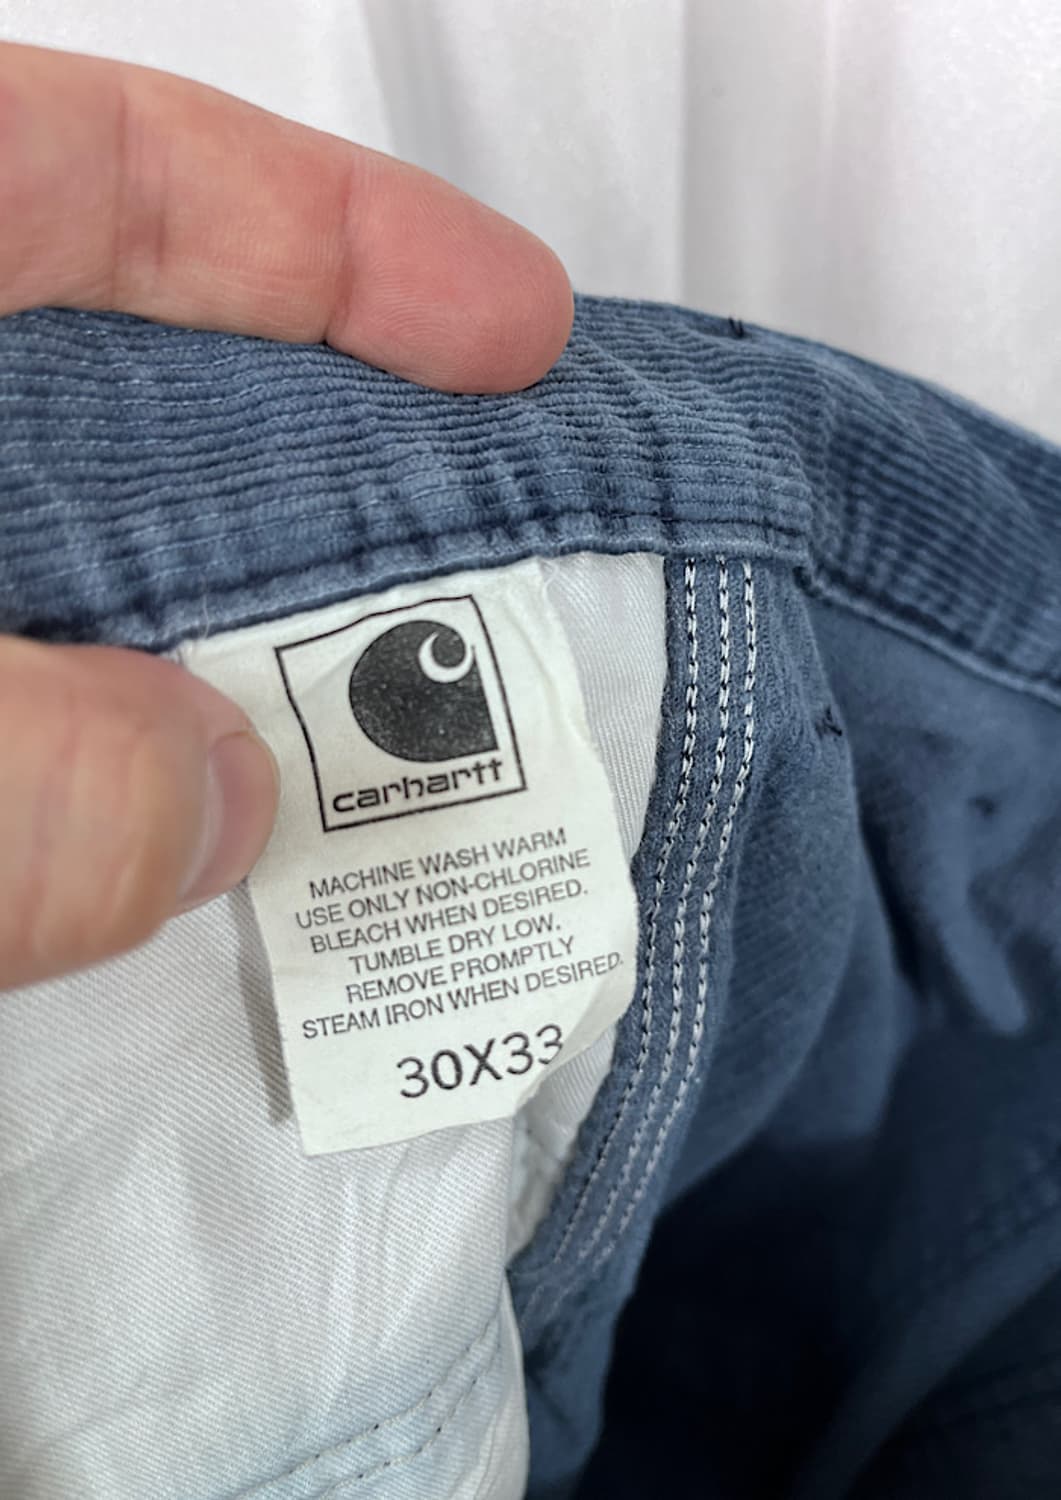 carhartt
MACHINE WASH WARM
USE ONLY NON-CHLORINE
BLEACH WHEN DESIRED.
TUMBLE DRY LOW.
REMOVE PROMPTLY
STEAM IRON WHEN DESIRED.
30X33